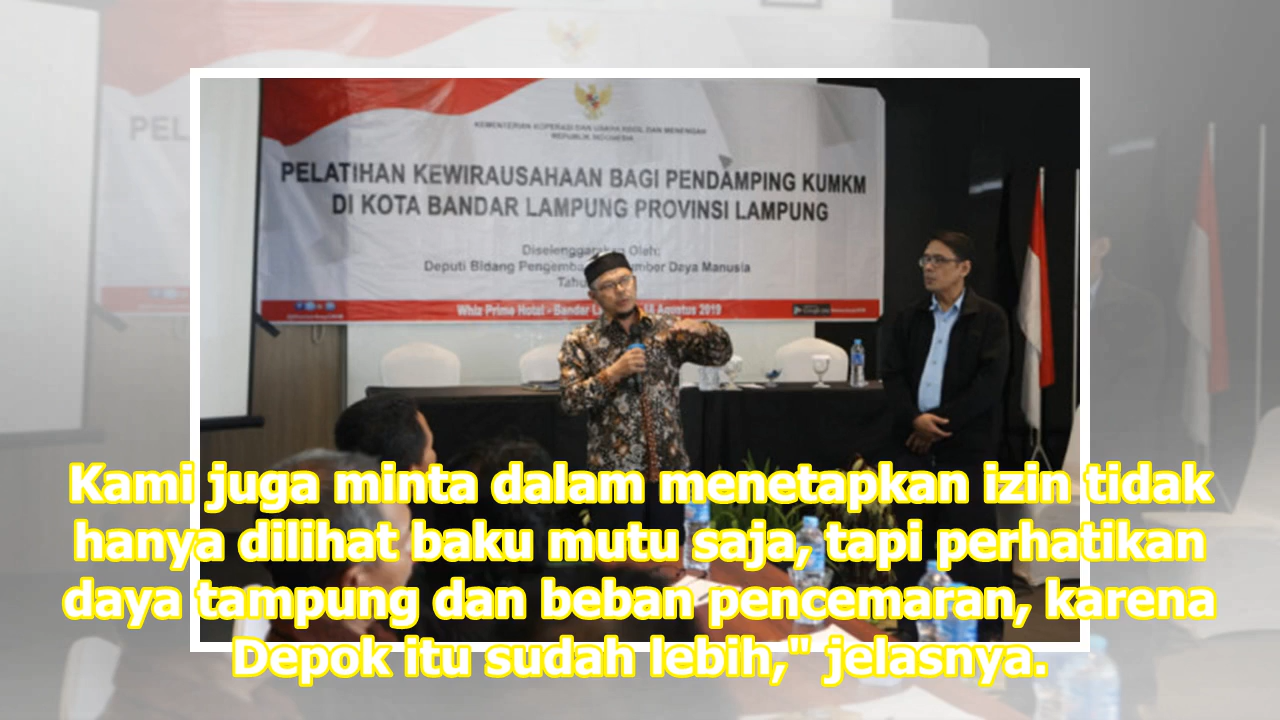 PEL
KEMENTERIAN KOPERASI DAN USAHA KECIL DAN MENENGAH
REPUBLIK INDONESIA
PELATIHAN KEWIRAUSAHAAN BAGI PENDAMPING KUMKM
DI KOTA BANDAR LAMPUNG PROVINSI LAMPUNG
Oleh:
Deputi Bidang Daya Manusia
Whiz Prime Hotel - Bandar Agustus 2019
Kami juga minta dalam menetapkan izin tidak
hanya dilihat baku mutu saja, tapi perhatikan
daya tampung dan beban pencemaran, karena
Depok itu sudah lebih," jelasnya.